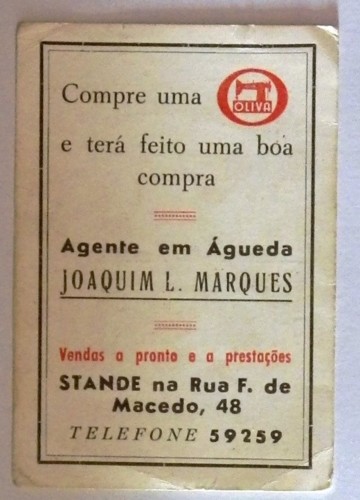 Compre uma OLIVA
e terá feito uma boa
compra
Agente em Águeda
JOAQUIM L. MARQUES
Vendas a pronto e a prestações
STANDE na Rua F. de
Macedo, 48
TELEFONE 59259